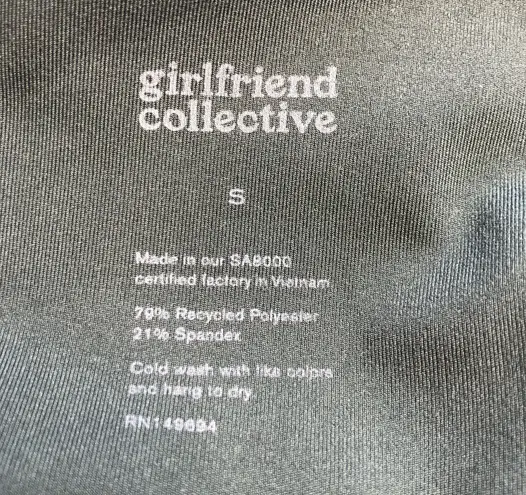 girlfriend
collective
S
Made in our SA8000
certified factory in Vietnam
79% Recycled Polyester
21% Spandex
Cold wash with like colors
and hang to dry.
RN149694